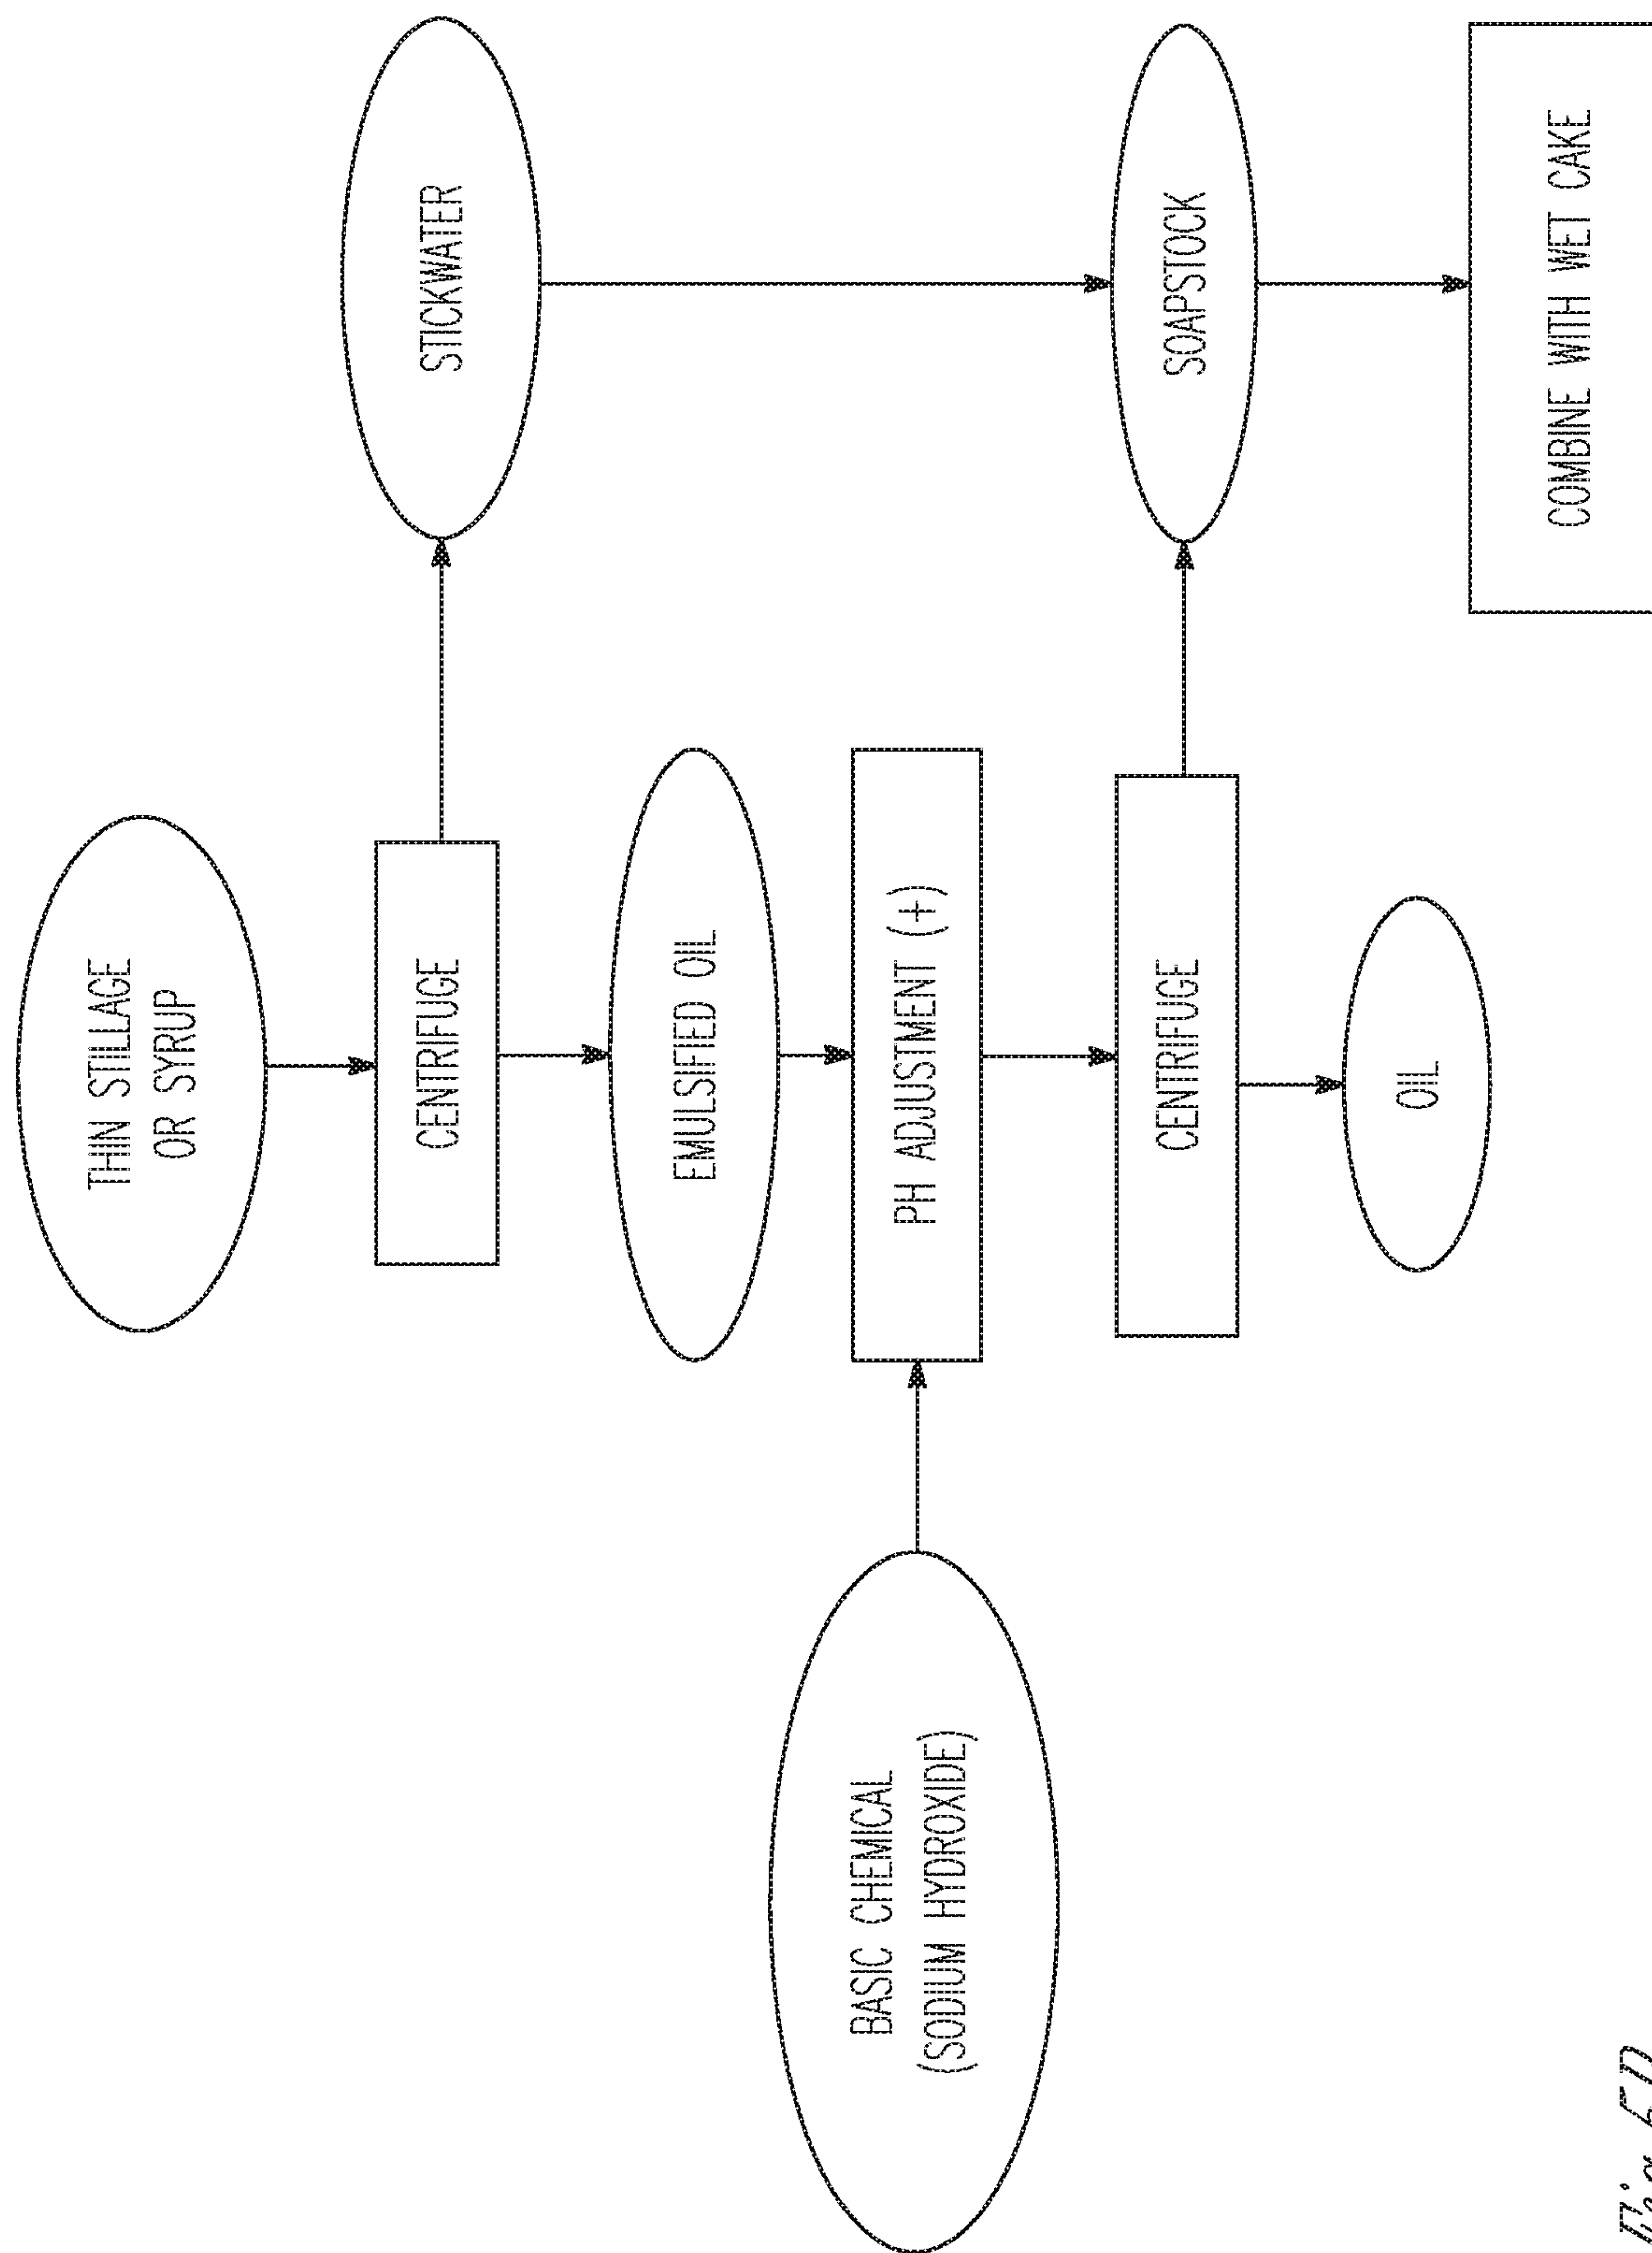 THIN STILLAGE
OR SYRUP
CENTRIFUGE
STICKWATER
EMULSIFIED OIL
BASIC CHEMICAL
(SODIUM HYDROXIDE)
PH ADJUSTMENT (+)
CENTRIFUGE
SOAPSTOCK
OIL
COMBINE WITH WET CAKE
Fig.